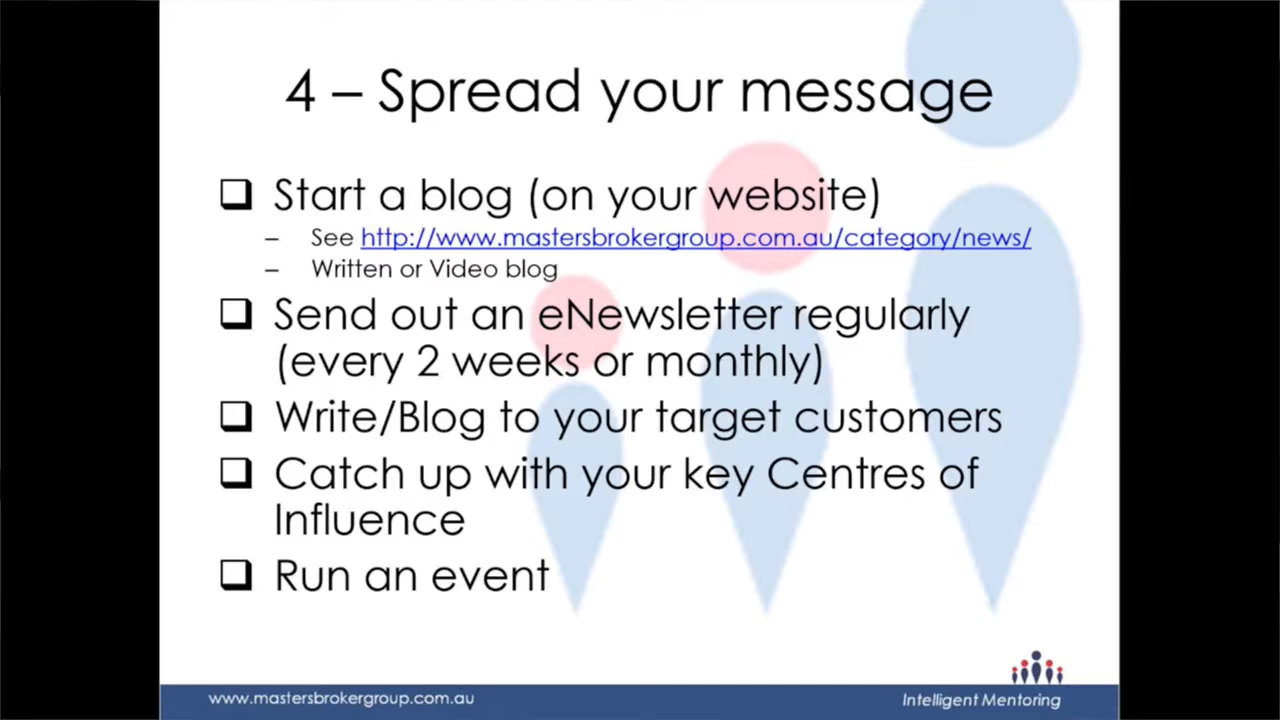 4 – Spread your message
❑ Start a blog (on your website)
– See http://www.mastersbrokergroup.com.au/category/news/
– Written or Video blog
❑ Send out an eNewsletter regularly
(every 2 weeks or monthly)
❑ Write/Blog to your target customers
❑ Catch up with your key Centres of
Influence
❑ Run an event
www.mastersbrokergroup.com.au
Intelligent Mentoring